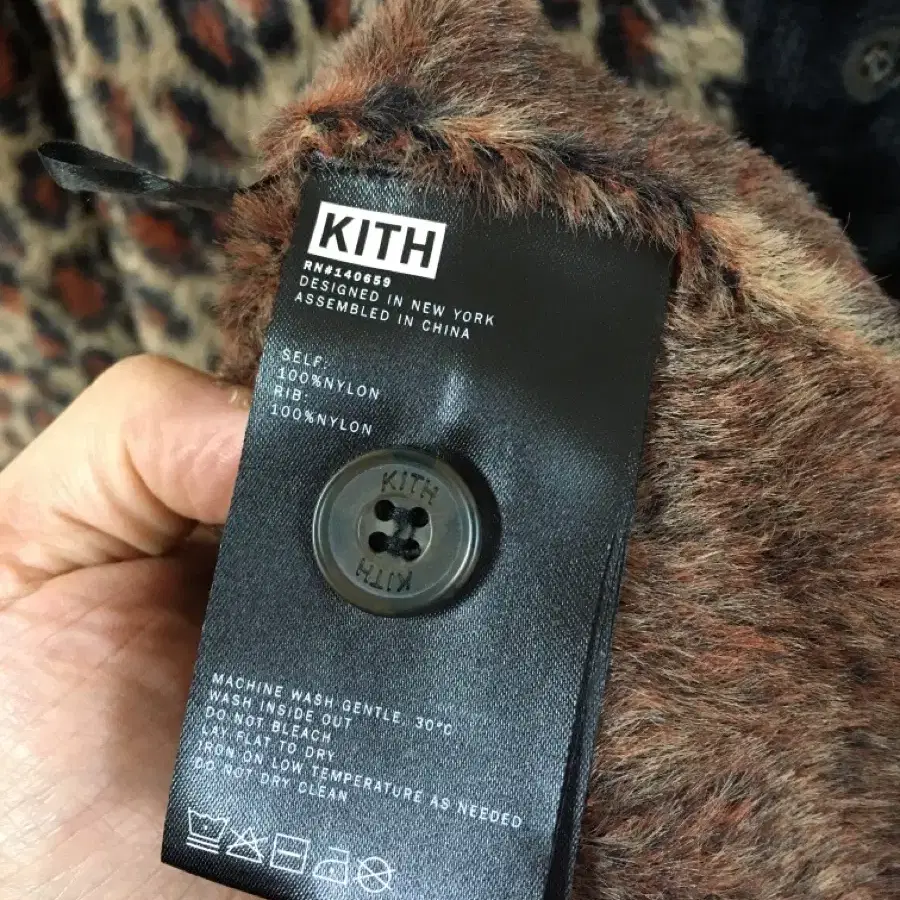 KITH
RN#140659
DESIGNED IN NEW YORK
ASSEMBLED IN CHINA
SELF:
100%NYLON
RIB:
100%NYLON
KITH
KITH
MACHINE WASH GENTLE, 30°C
WASH INSIDE OUT
DO NOT BLEACH
LAY FLAT TO DRY
IRON ON LOW TEMPERATURE AS NEEDED
DO NOT DRY CLEAN